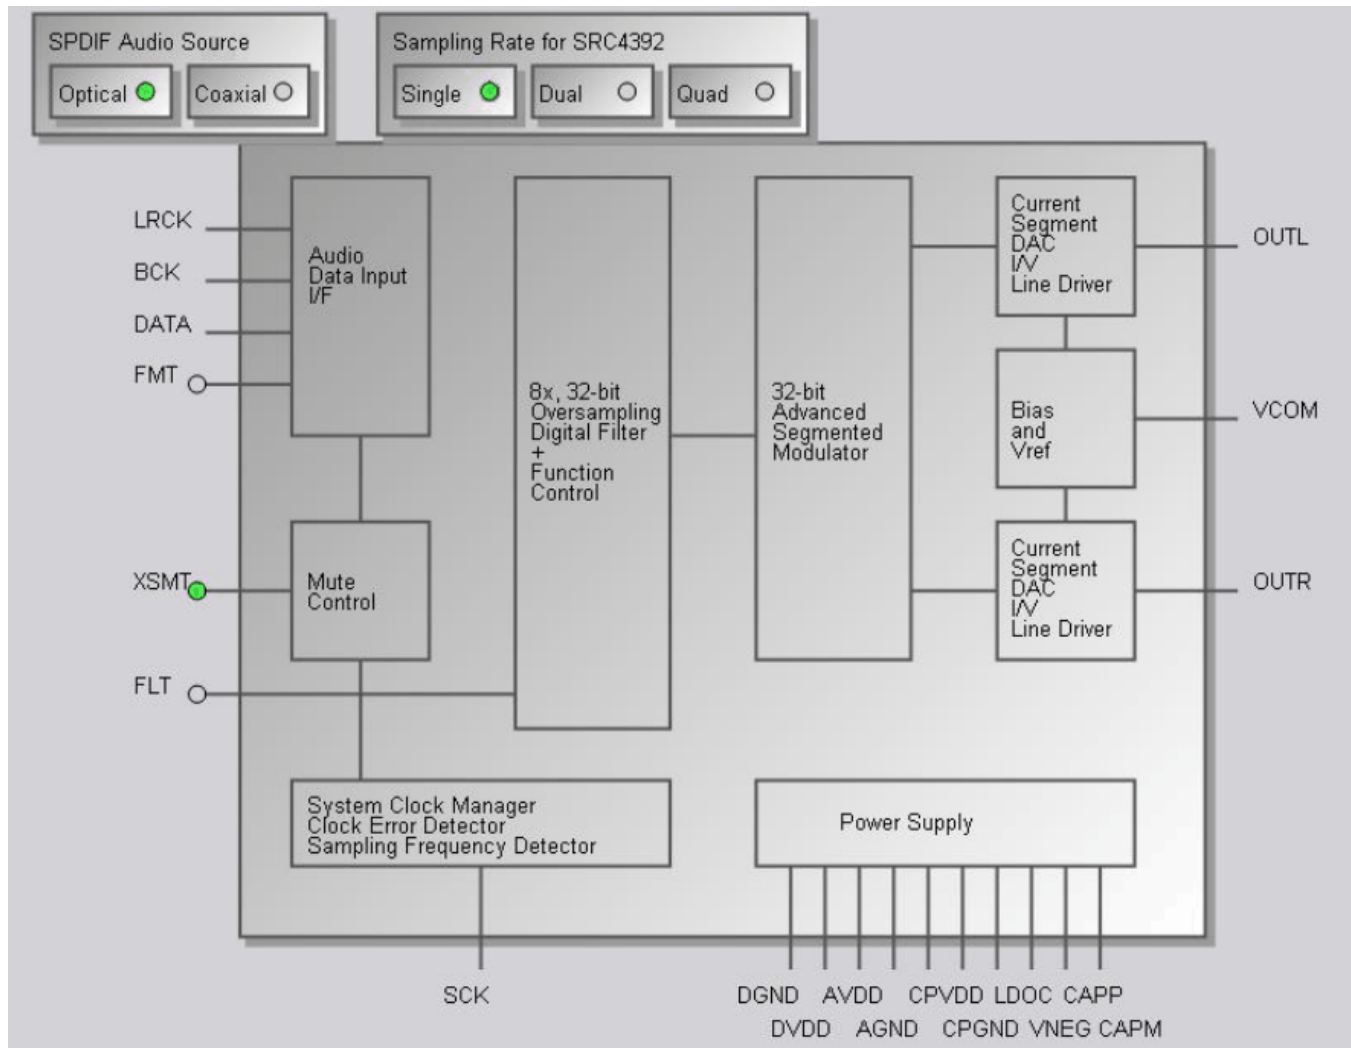 SPDIF Audio Source
Optical
Coaxial
Sampling Rate for SRC4392
Single
Dual
Quad
LRCK
BCK
DATA
FMT
XSMT
FLT
Audio
Data Input
I/F
Mute
Control
8x, 32-bit
Oversampling
Digital Filter
+
Function
Control
32-bit
Advanced
Segmented
Modulator
Current
Segment
DAC
I/V
Line Driver
Bias
and
Vref
Current
Segment
DAC
I/V
Line Driver
OUTL
VCOM
OUTR
System Clock Manager
Clock Error Detector
Sampling Frequency Detector
Power Supply
SCK
DGND AVDD CPVDD LDOC CAPP
DVDD AGND CPGND VNEG CAPM